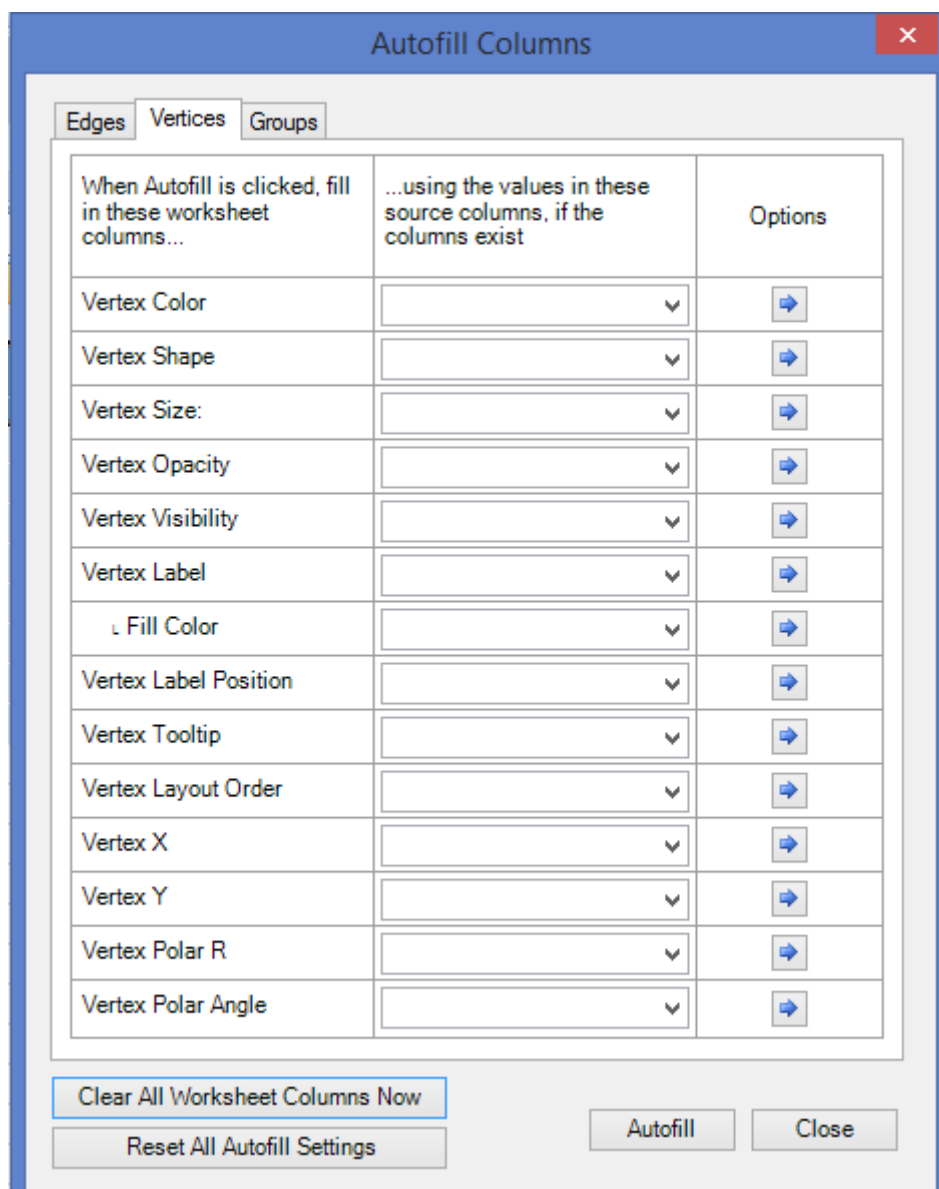 Autofill Columns
Edges Vertices Groups
When Autofill is clicked, fill
in these worksheet
columns...
...using the values in these
source columns, if the
columns exist
Options
Vertex Color
Vertex Shape
Vertex Size:
Vertex Opacity
Vertex Visibility
Vertex Label
Fill Color
Vertex Label Position
Vertex Tooltip
Vertex Layout Order
Vertex X
Vertex Y
Vertex Polar R
Vertex Polar Angle
Clear All Worksheet Columns Now
Reset All Autofill Settings
Autofill
Close